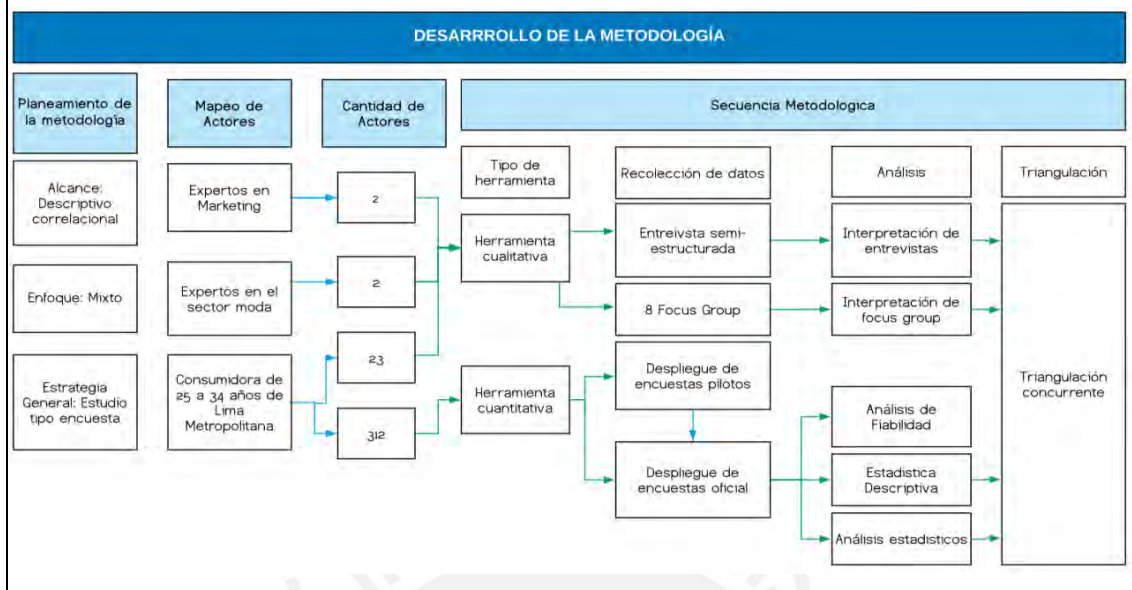 DESARRROLLO DE LA METODOLOGÍA
Planeamiento de
la metodología
Mapeo de
Actores
Cantidad de
Actores
Secuencia Metodologica
Alcance:
Descriptivo
correlacional
Enfoque: Mixto
Estrategia
General: Estudio
tipo encuesta
Expertos en
Marketing
Expertos en el
sector moda
Consumidora de
25 a 34 años de
Lima
Metropolitana
2
2
23
312
Tipo de
herramienta
Herramienta
cualitativa
Herramienta
cuantitativa
Recolección de datos
Entreivsta semi-
estructurada
8 Focus Group
Despliegue de
encuestas pilotos
Despliegue de
encuestas oficial
Análisis
Interpretación de
entrevistas
Interpretación de
focus group
Análisis de
Fiabilidad
Estadistica
Descriptiva
Análisis estadisticos
Triangulación
Triangulación
concurrente